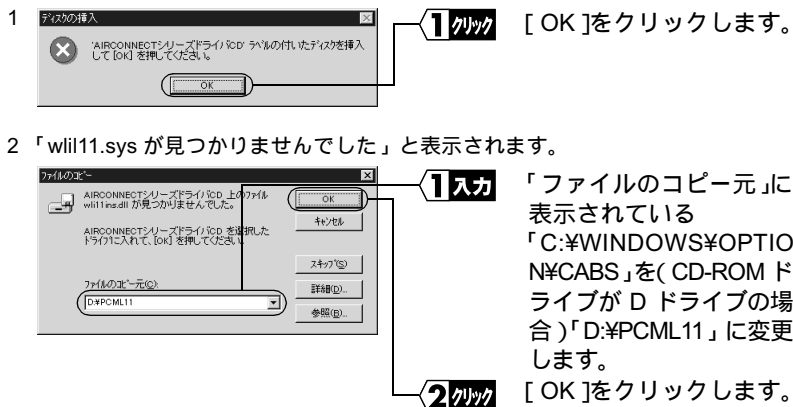 1
ディスクの挿入
'AIRCONNECTシリーズドライバCD' ラベルの付いたディスクを挿入
して [OK] を押してください。
OK
1 クリック
[ OK ]をクリックします。
2 「wlil11.sys が見つかりませんでした」と表示されます。
ファイルのコピー
AIRCONNECTシリーズドライバCD 上のファイル
wli11ins.dll が見つかりませんでした。
AIRCONNECTシリーズドライバCD を選択した
ドライブに入れて、[OK] を押してください。
ファイルのコピー元(C):
D:¥PCML11
OK
キャンセル
スキップ(S)
詳細(D)...
参照(B)...
1 入力
「ファイルのコピー元」に
表示されている
「C:¥WINDOWS¥OPTIO
N¥CABS」を( CD-ROM ド
ライブが D ドライブの場
合 )「D:¥PCML11」に変更
します。
2 クリック
[ OK ]をクリックします。